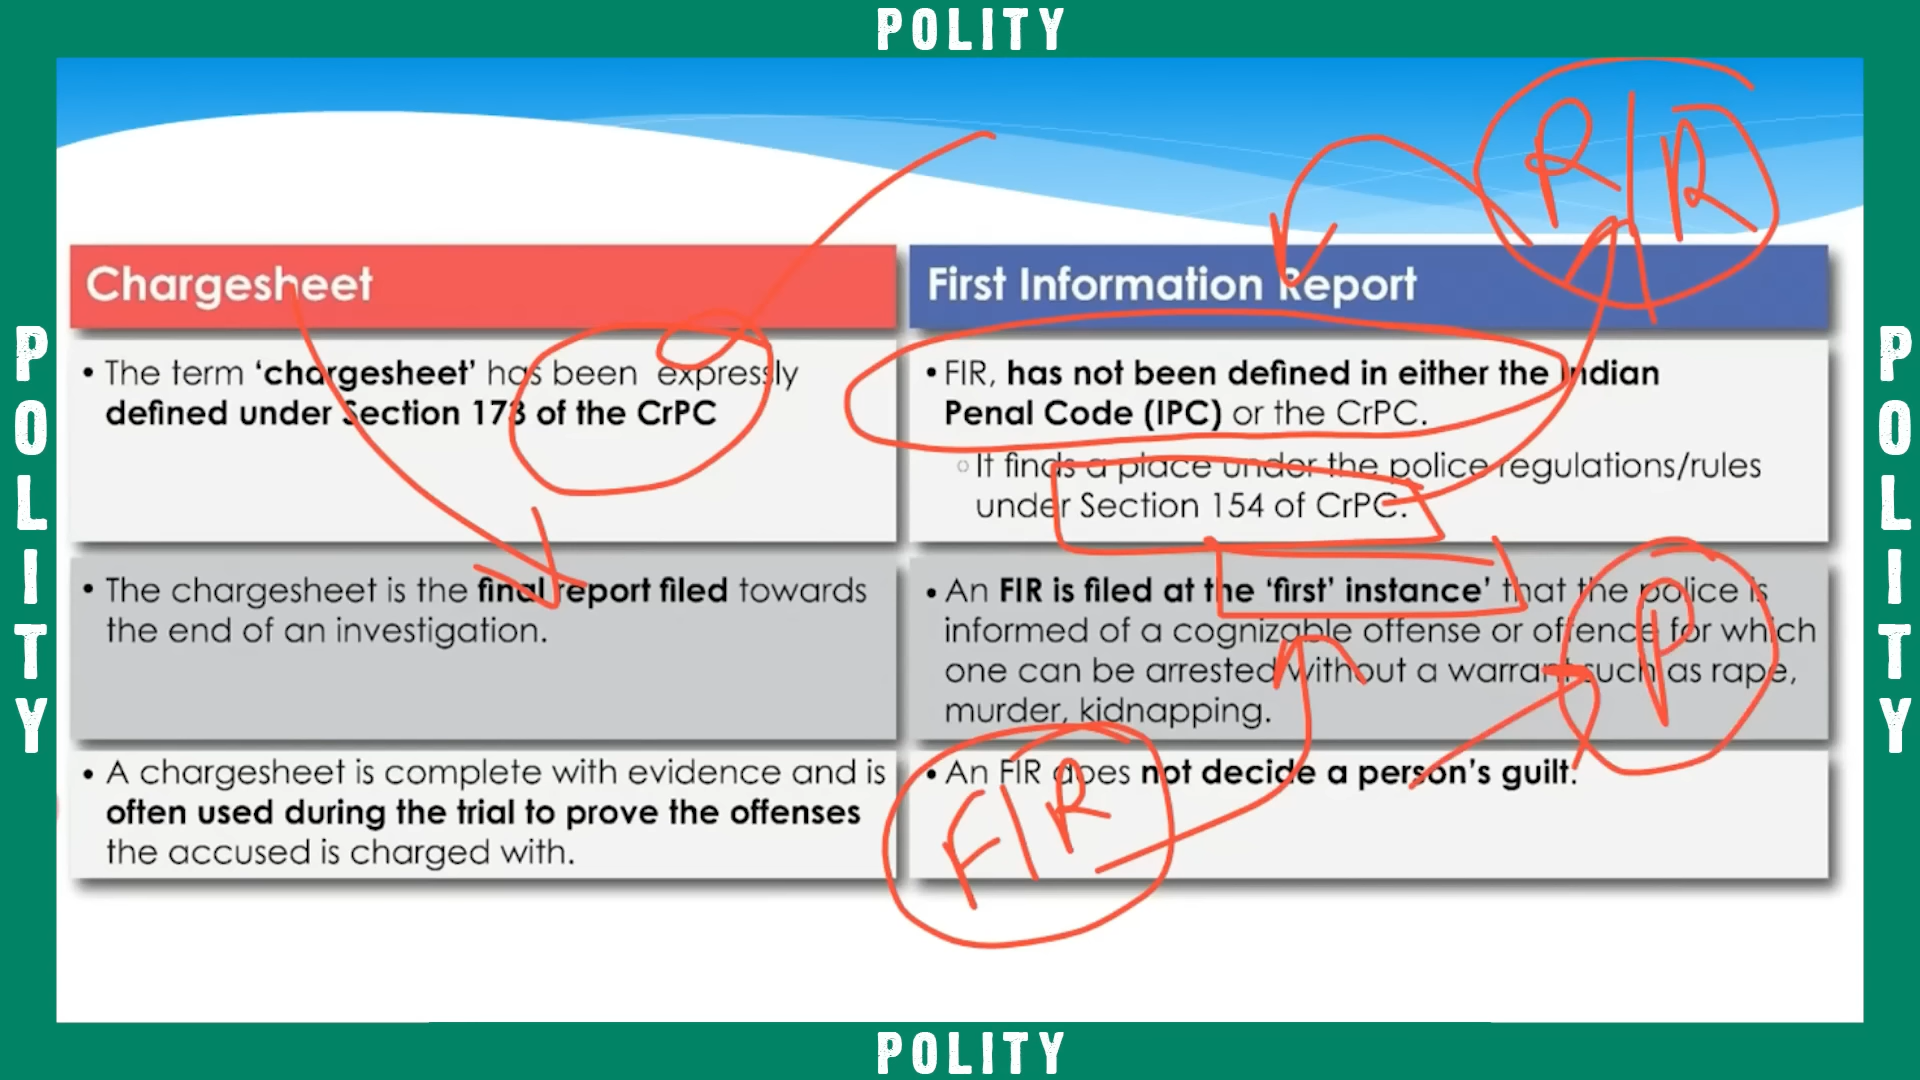 POLITY
POLITY
POLITY
R/R
Chargesheet
• The term ‘chargesheet’ has been expressly
defined under Section 173 of the CrPC
• The chargesheet is the final report filed towards
the end of an investigation.
• A chargesheet is complete with evidence and is
often used during the trial to prove the offenses
the accused is charged with.
First Information Report
• FIR, has not been defined in either the Indian
Penal Code (IPC) or the CrPC.
○ It finds a place under the police regulations/rules
under Section 154 of CrPC.
• An FIR is filed at the ‘first’ instance’ that the police is
informed of a cognizable offense or offence for which
one can be arrested without a warrant such as rape,
murder, kidnapping.
P
• An FIR does not decide a person’s guilt.
F/R
POLITY